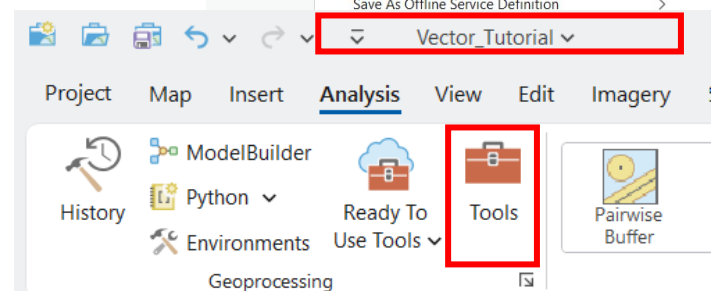 Save As Offline Service Definition
Vector_Tutorial
Project Map Insert Analysis View Edit Imagery
ModelBuilder
Python
Environments
History
Ready To
Use Tools
Tools
Pairwise
Buffer
Geoprocessing